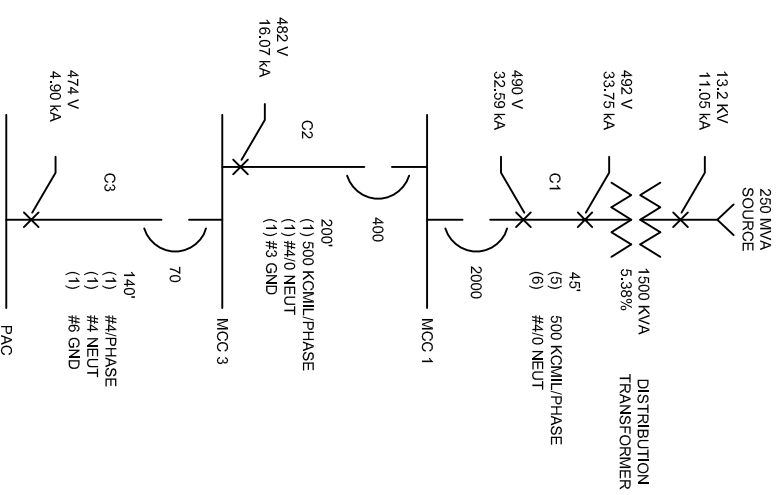 250 MVA
SOURCE
13.2 KV
11.05 kA
492 V
33.75 kA
1500 KVA
5.38%
DISTRIBUTION
TRANSFORMER
C1
490 V
32.59 kA
45'
(5) 500 KCMIL/PHASE
(6) #4/0 NEUT
2000
MCC 1
400
C2
482 V
16.07 kA
200'
(1) 500 KCMIL/PHASE
(1) #4/0 NEUT
(1) #3 GND
MCC 3
70
C3
474 V
4.90 kA
140'
(1) #4/PHASE
(1) #4 NEUT
(1) #6 GND
PAC